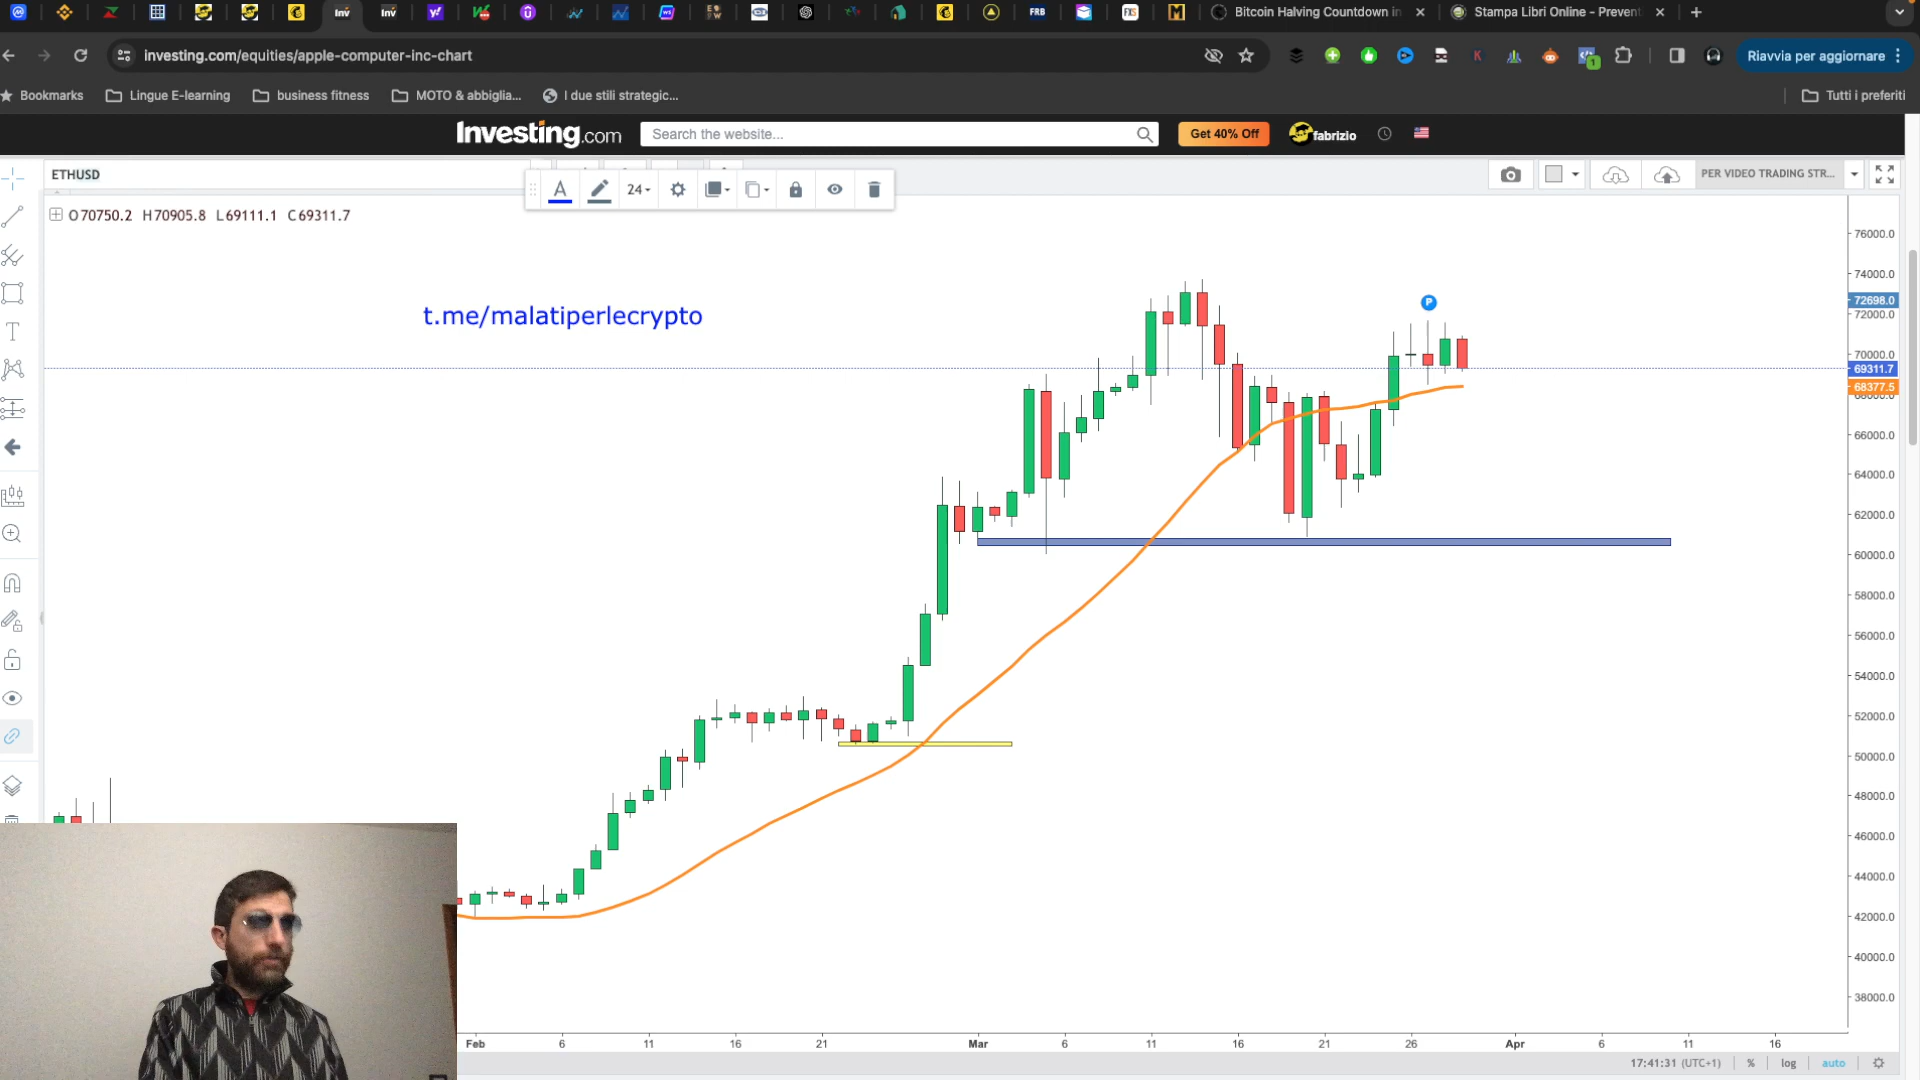 Inv
Inv
FRB
FXS
Bitcoin Halving Countdown in
Stampa Libri Online - Prevent
investing.com/equities/apple-computer-inc-chart
Riavvia per aggiornare
Bookmarks
Lingue E-learning
business fitness
MOTO & abbiglia...
I due stili strategic...
Tutti i preferiti
Investing.com
Search the website...
Get 40% Off
fabrizio
ETHUSD
24
PER VIDEO TRADING STR...
O70750.2 H70905.8 L69111.1 C69311.7
t.me/malatiperlecrypto
P
76000.0
74000.0
72698.0
72000.0
70000.0
69311.7
68377.5
68000.0
66000.0
64000.0
62000.0
60000.0
58000.0
56000.0
54000.0
52000.0
50000.0
48000.0
46000.0
44000.0
42000.0
40000.0
38000.0
Feb 6 11 16 21 Mar 6 11 16 21 26 Apr 6 11 16
17:41:31 (UTC+1) % log auto